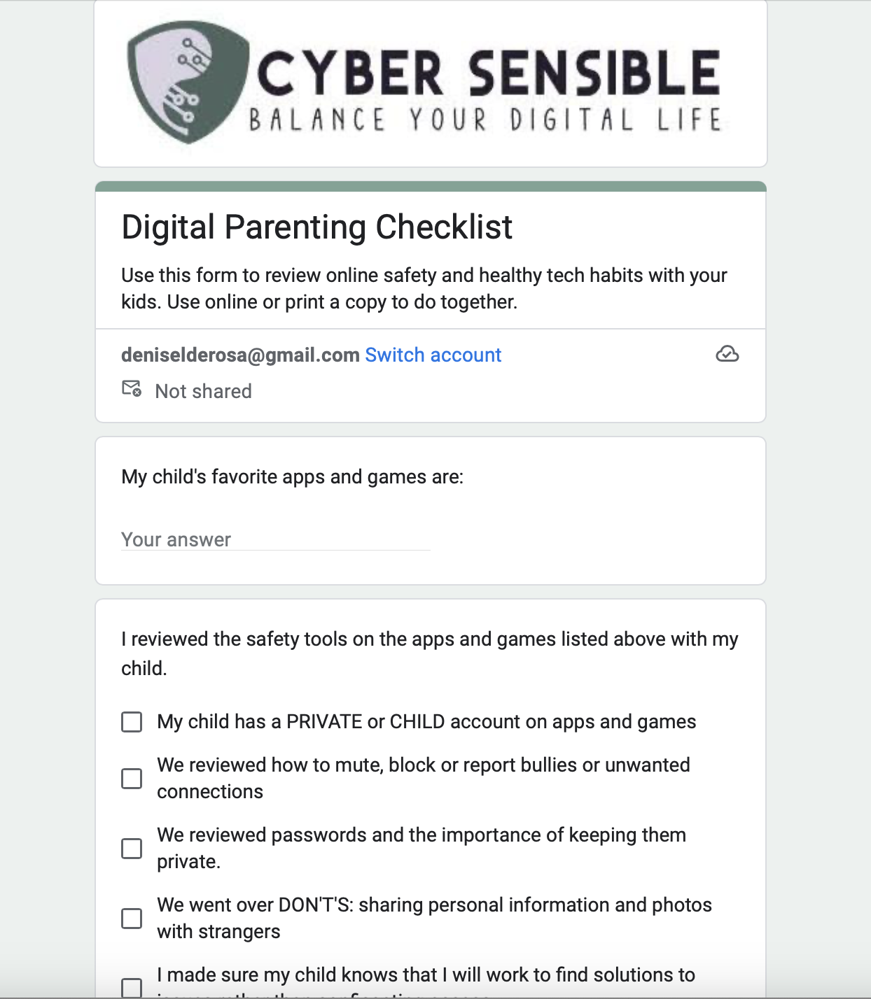 CYBER SENSIBLE
BALANCE YOUR DIGITAL LIFE
Digital Parenting Checklist
Use this form to review online safety and healthy tech habits with your
kids. Use online or print a copy to do together.
deniselderosa@gmail.com Switch account
Not shared
My child's favorite apps and games are:
Your answer
I reviewed the safety tools on the apps and games listed above with my
child.
My child has a PRIVATE or CHILD account on apps and games
We reviewed how to mute, block or report bullies or unwanted
connections
We reviewed passwords and the importance of keeping them
private.
We went over DON'T'S: sharing personal information and photos
with strangers
I made sure my child knows that I will work to find solutions to